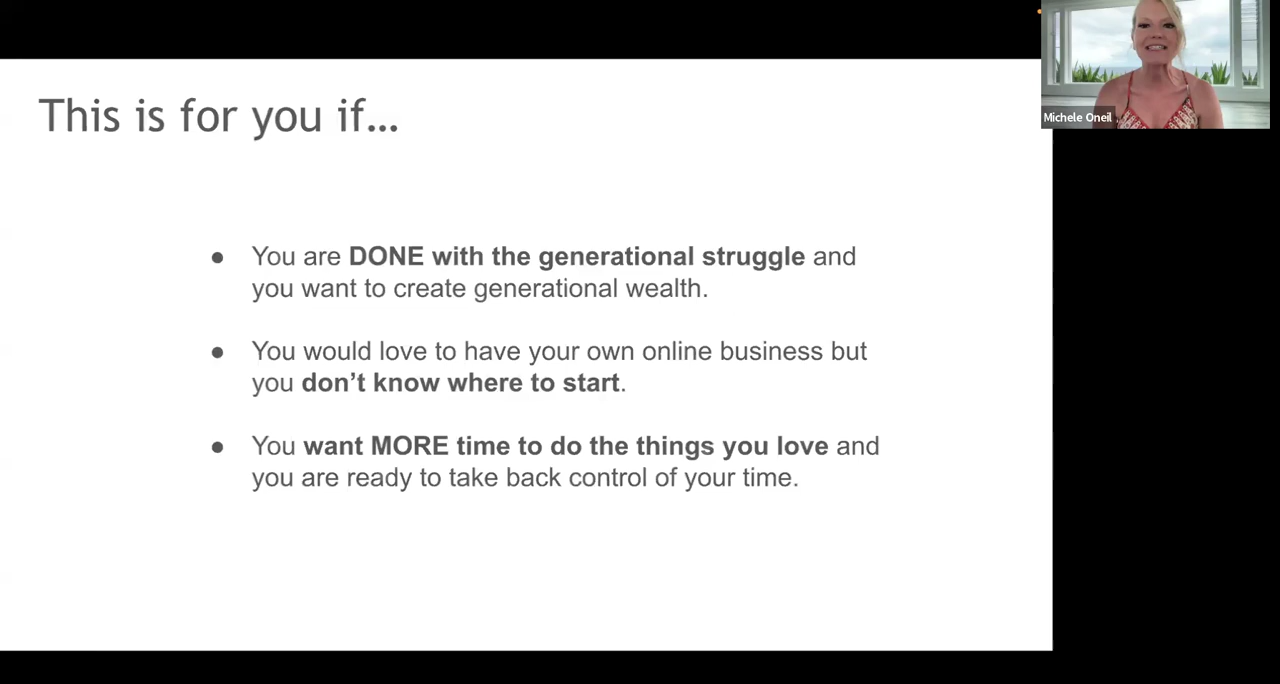 This is for you if…
● You are DONE with the generational struggle and
you want to create generational wealth.
● You would love to have your own online business but
you don’t know where to start.
● You want MORE time to do the things you love and
you are ready to take back control of your time.
Michele Oneil